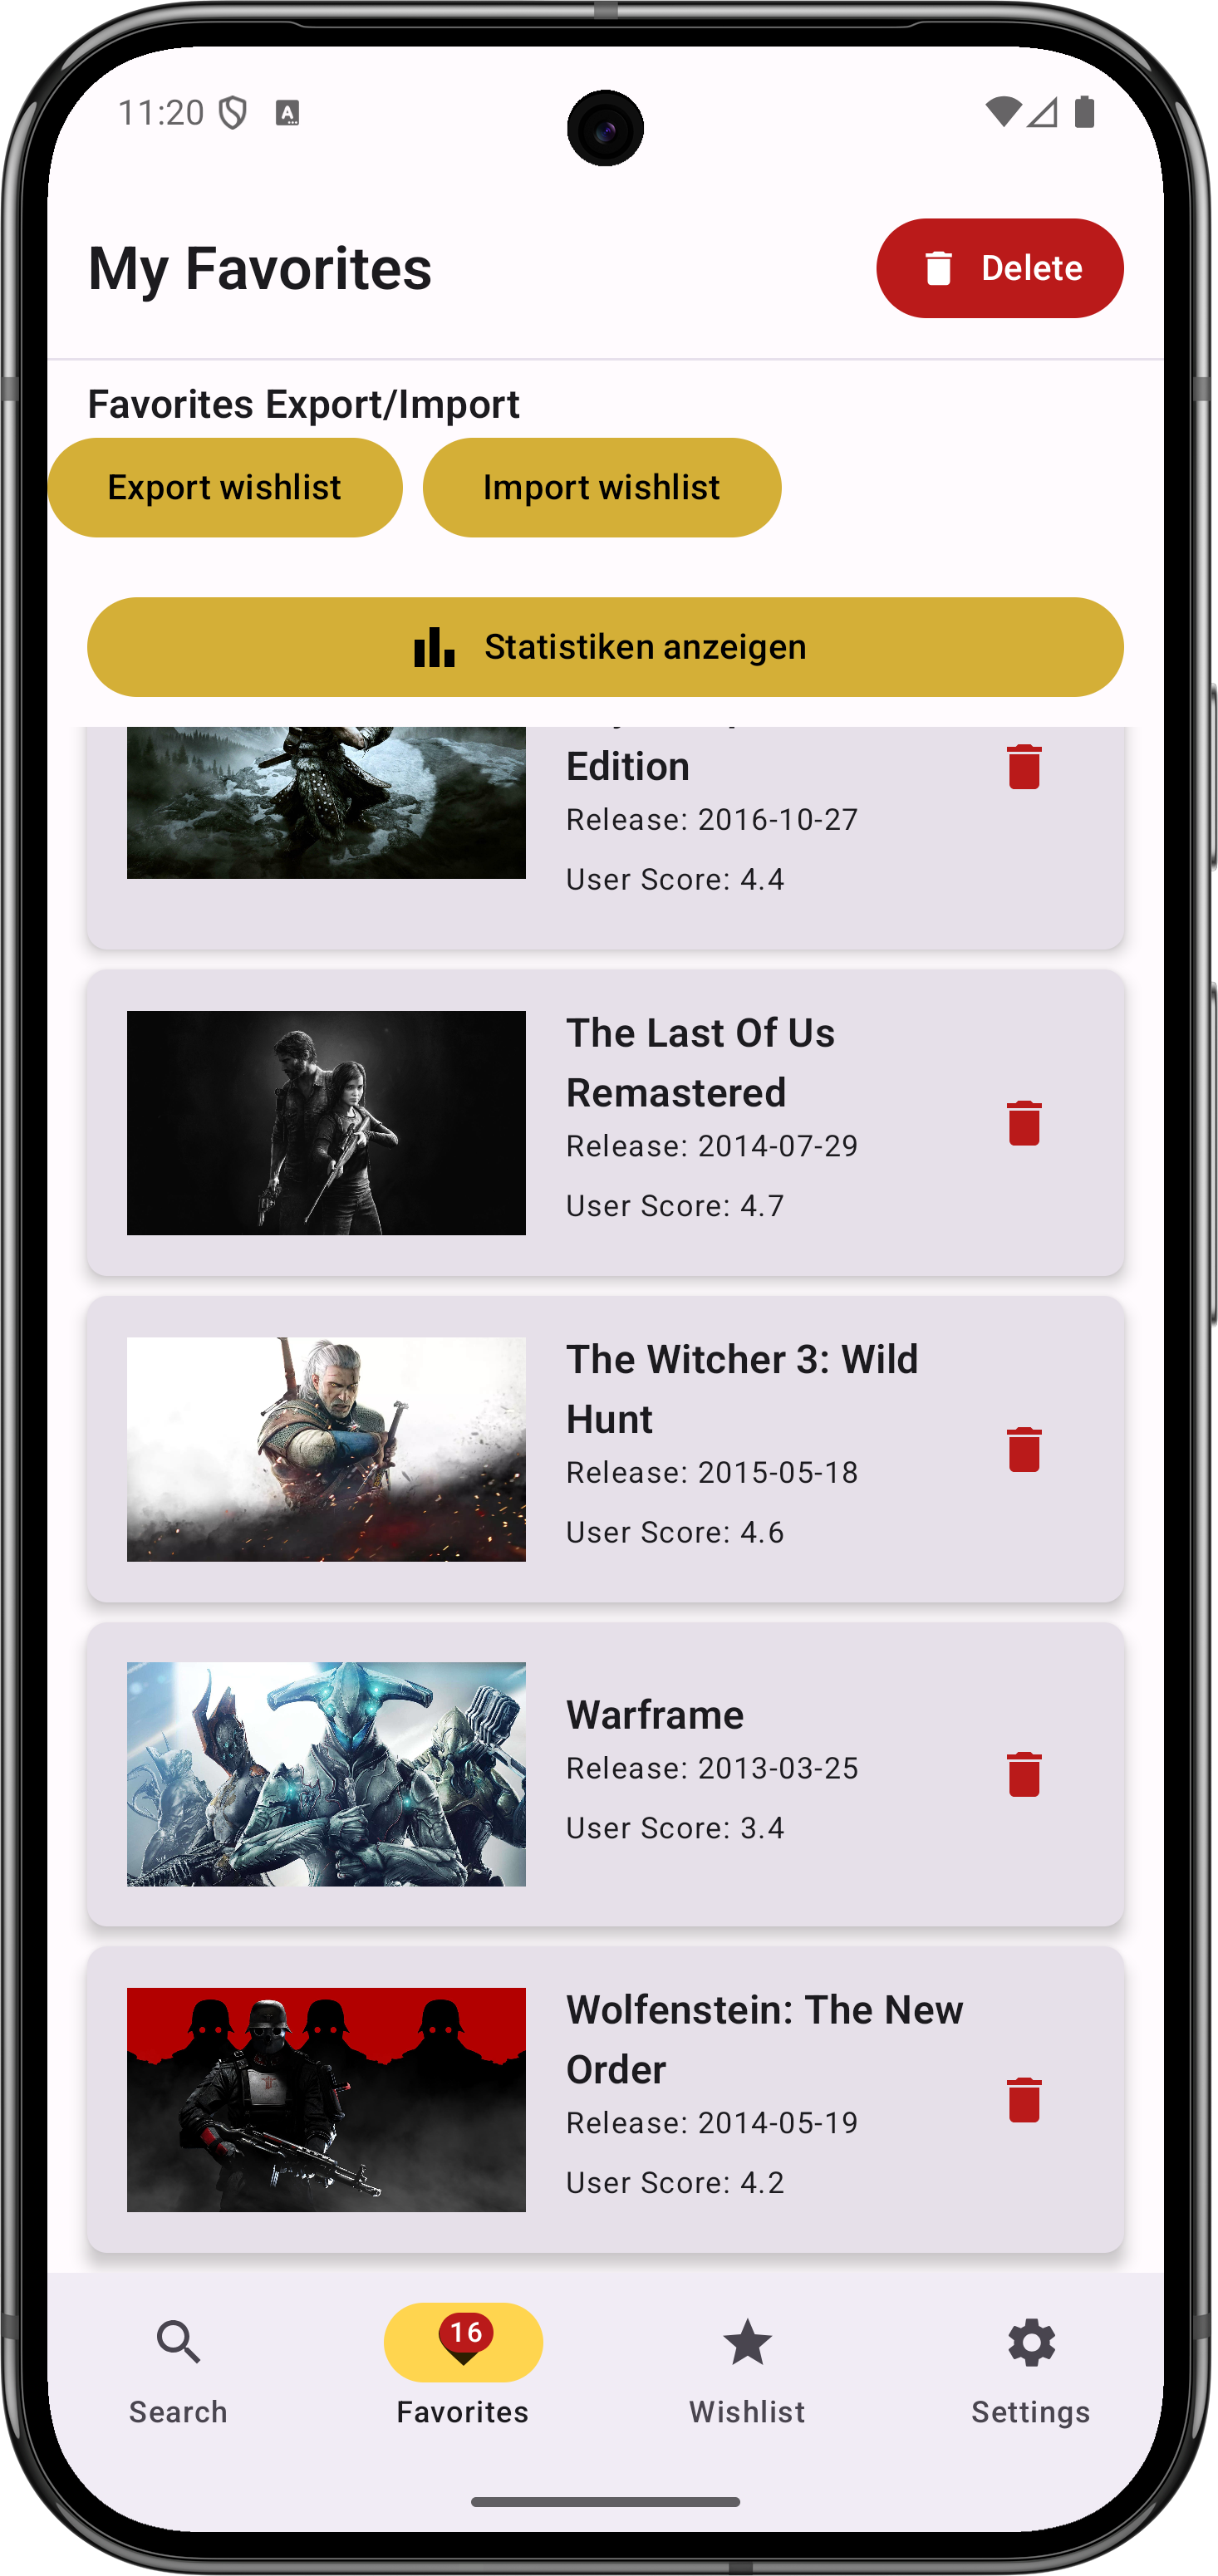 11:20
My Favorites
Delete
Favorites Export/Import
Export wishlist
Import wishlist
Statistiken anzeigen
Edition
Release: 2016-10-27
User Score: 4.4
The Last Of Us
Remastered
Release: 2014-07-29
User Score: 4.7
The Witcher 3: Wild
Hunt
Release: 2015-05-18
User Score: 4.6
Warframe
Release: 2013-03-25
User Score: 3.4
Wolfenstein: The New
Order
Release: 2014-05-19
User Score: 4.2
16
Search
Favorites
Wishlist
Settings